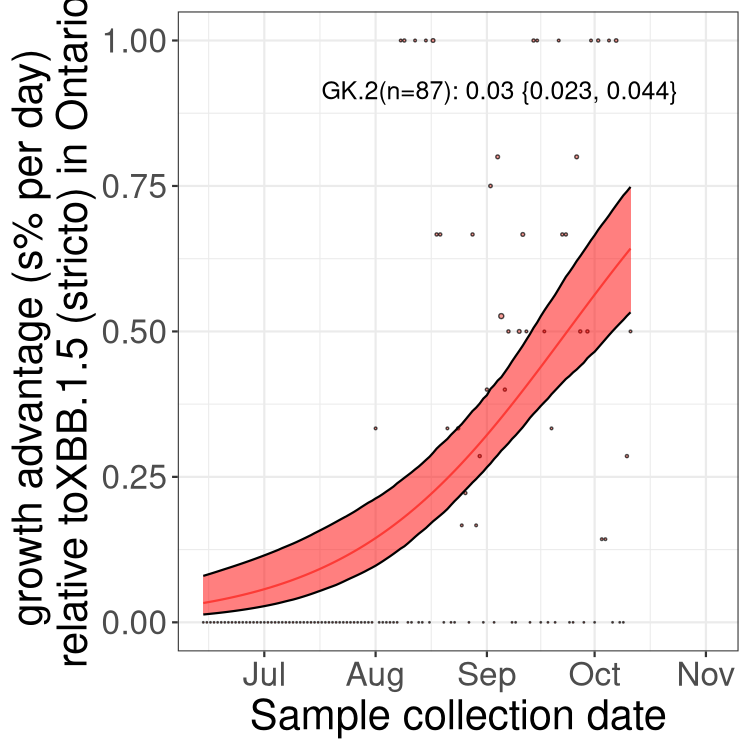 growth advantage (s% per day)
relative toXBB.1.5 (stricto) in Ontario
1.00
0.75
0.50
0.25
0.00
GK.2(n=87): 0.03 {0.023, 0.044}
Jul Aug Sep Oct Nov
Sample collection date